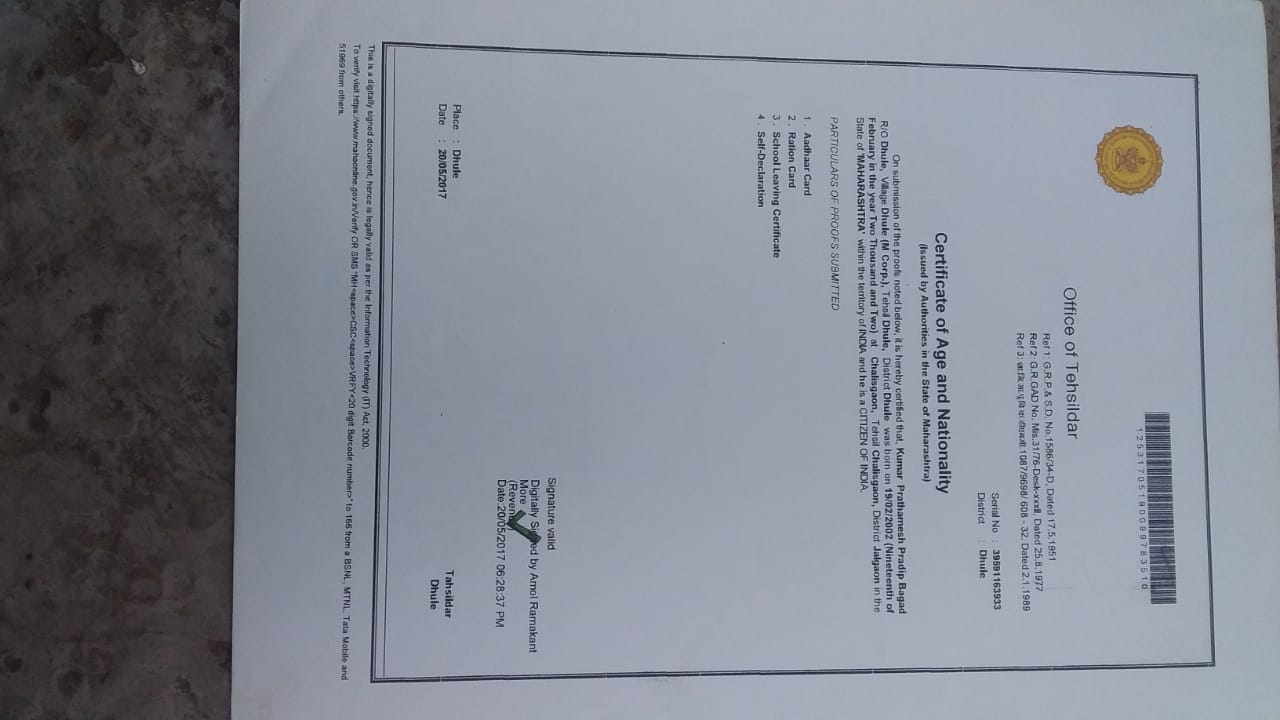 12531705190099783510
Office of Tehsildar
Ref 1: G.R.P.& S.D. No.1586/34-D, Dated 17.5.1951
Ref 2: G.R.GAD No. Mis.31/76-Desk-xxxII, Dated 25.8.1977
Ref 3: 1087/9698/ 608 - 32. Dated 2.1.1989
Serial No : 39591163933
District : Dhule
Certificate of Age and Nationality
(Issued by Authorities in the State of Maharashtra)
On submission of the proofs noted below, it is hereby certified that, Kumar Prathamesh Pradip Bagad
R/O Dhule, Village Dhule (M Corp.), Tehsil Dhule, District Dhule was born on 19/02/2002 (Nineteenth of
February in the year Two Thousand and Two) at Chalisgaon, Tehsil Chalisgaon, District Jalgaon in the
State of 'MAHARASHTRA' within the territory of INDIA and he is a CITIZEN OF INDIA.
PARTICULARS OF PROOFS SUBMITTED
1 . Aadhaar Card
2 . Ration Card
3 . School Leaving Certificate
4 . Self-Declaration
Signature valid
Digitally Signed by Amol Ramakant
More
(Revenue)
Date:20/05/2017 06:28:37 PM
Place : Dhule
Date : 20/05/2017
Tahsildar
Dhule
This is a digitally signed document, hence is legally valid as per the Information Technology (IT) Act, 2000.
To verify visit https://www.mahaonline.gov.in/Verify OR SMS "MH<space>CSC<space>VRFY<20 digit Barcode number>" to 166 from a BSNL, MTNL, Tata Mobile and
51969 from others.